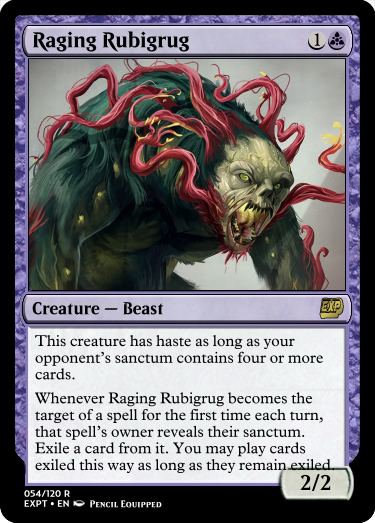 Raging Rubigrug
1
Creature — Beast
EXP
This creature has haste as long as your
opponent's sanctum contains four or more
cards.
Whenever Raging Rubigrug becomes the
target of a spell for the first time each turn,
that spell's owner reveals their sanctum.
Exile a card from it. You may play cards
exiled this way as long as they remain exiled.
2/2
054/120 R
EXPT • EN Pencil Equipped